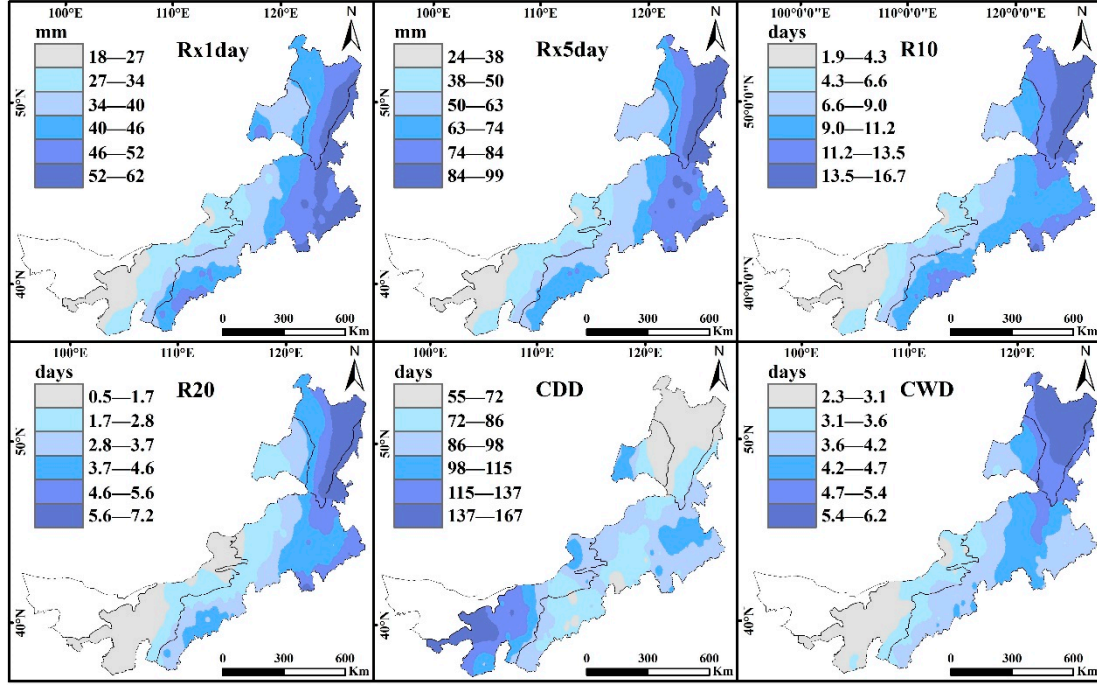 100°E 110°E 120°E N
mm
Rx1day
18—27
27—34
34—40
40—46
46—52
52—62
50°N
40°N
0 300 600
Km
100°E 110°E 120°E N
mm
Rx5day
24—38
38—50
50—63
63—74
74—84
84—99
50°N
40°N
0 300 600
Km
100°0'0"E 110°0'0"E 120°0'0"E N
days
R10
1.9—4.3
4.3—6.6
6.6—9.0
9.0—11.2
11.2—13.5
13.5—16.7
50°0'0"N
40°0'0"N
0 300 600
Km
100°E 110°E 120°E N
days
R20
0.5—1.7
1.7—2.8
2.8—3.7
3.7—4.6
4.6—5.6
5.6—7.2
50°N
40°N
0 300 600
Km
100°E 110°E 120°E N
days
CDD
55—72
72—86
86—98
98—115
115—137
137—167
50°N
40°N
0 300 600
Km
100°E 110°E 120°E N
days
CWD
2.3—3.1
3.1—3.6
3.6—4.2
4.2—4.7
4.7—5.4
5.4—6.2
50°N
40°N
0 300 600
Km